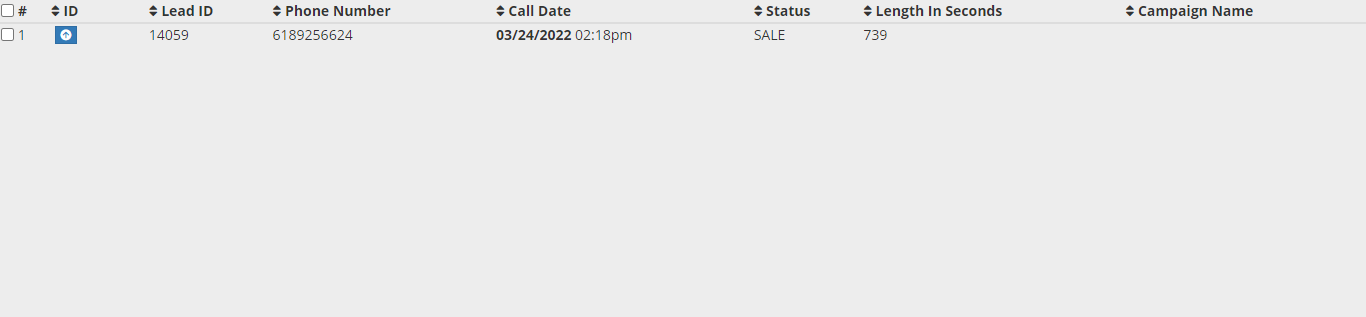 # ID Lead ID Phone Number Call Date Status Length In Seconds Campaign Name
1 14059 6189256624 03/24/2022 02:18pm SALE 739